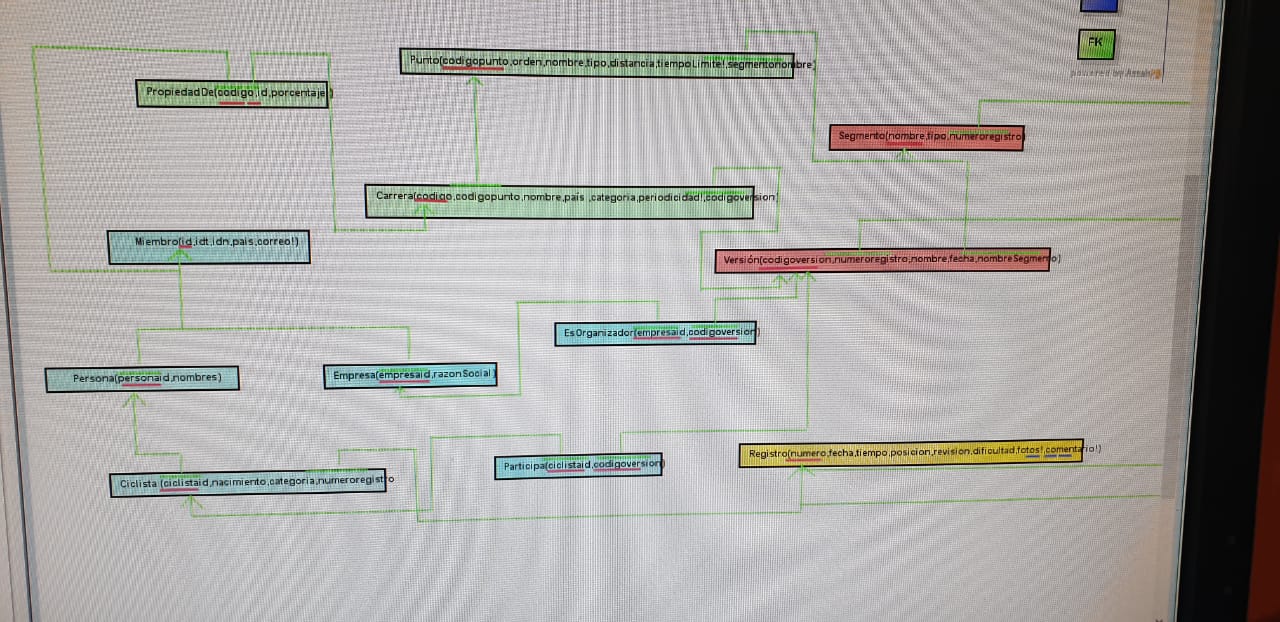 FK
powered by Astah
Punto(codigopunto,orden,nombre,tipo,distancia,tiempoLimite!,segmentonombre)
PropiedadDe(codigo,id,porcentaje)
Segmento(nombre,tipo,numeroregistro)
Carrera(codigo,codigopunto,nombre,pais ,categoria,periodicidad!,codigoversion)
Miembro(id,idt,idn,pais,correo!)
Versión(codigoversion,numeroregistro,nombre,fecha,nombreSegmento)
EsOrganizador(empresaid,codigoversion)
Persona(personaid,nombres)
Empresa(empresaid,razonSocial)
Registro(numero,fecha,tiempo,posicion,revision,dificultad,fotos!,comentario!)
Participa(ciclistaid,codigoversion)
Ciclista (ciclistaid,nacimiento,categoria,numeroregistro